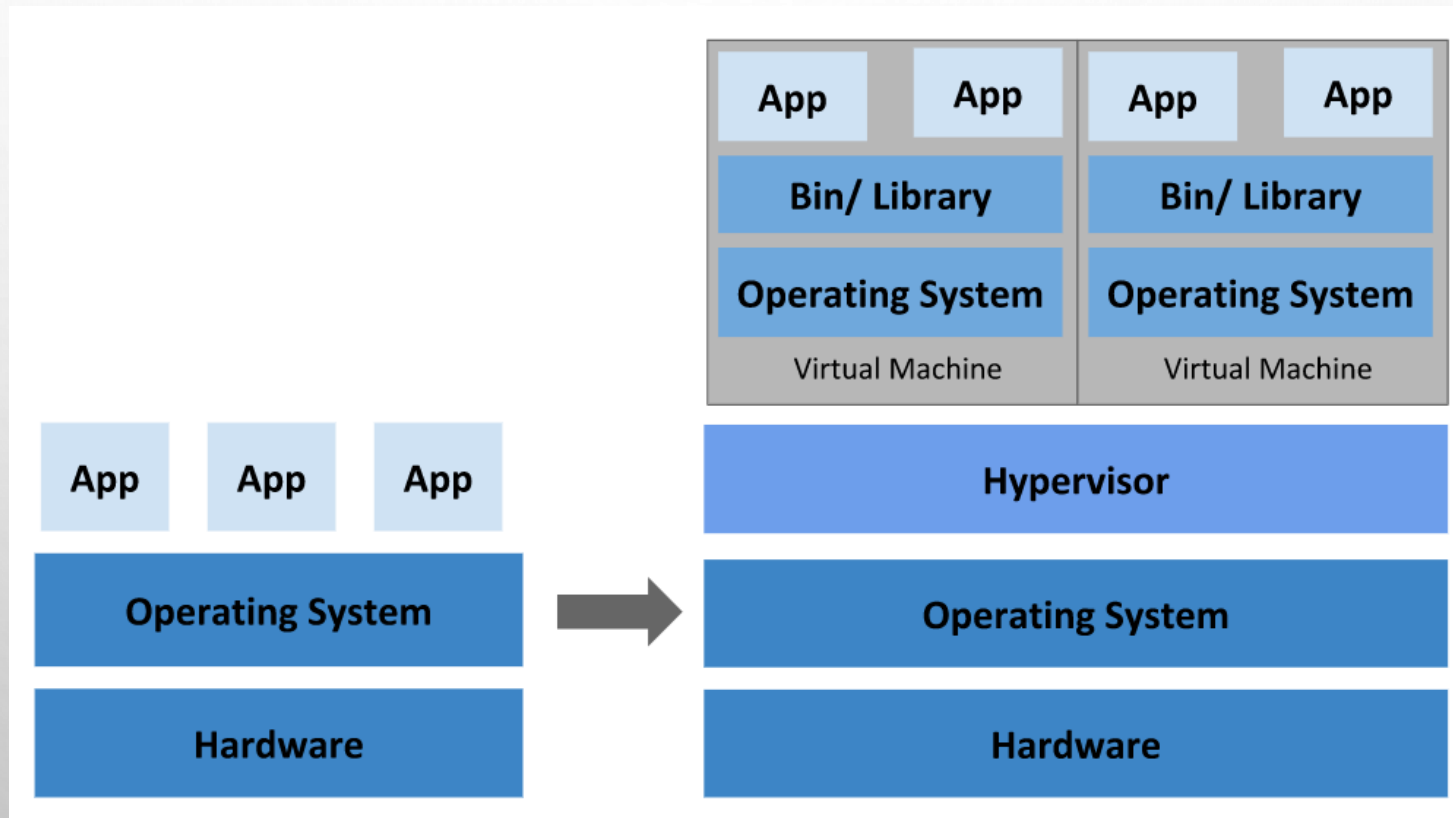 App
App
App
Operating System
Hardware
App
App
Bin/ Library
Operating System
Virtual Machine
App
App
Bin/ Library
Operating System
Virtual Machine
Hypervisor
Operating System
Hardware